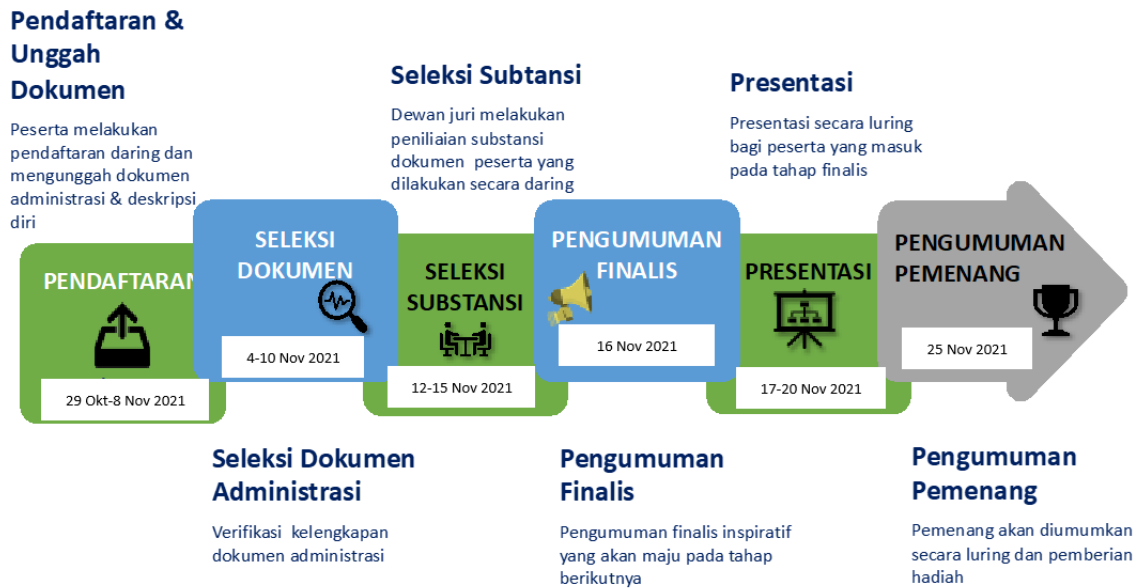 Pendaftaran &
Unggah
Dokumen
Peserta melakukan
pendaftaran daring dan
mengunggah dokumen
administrasi & deskripsi
diri
Seleksi Subtansi
Dewan juri melakukan
peniliaian substansi
dokumen peserta yang
dilakukan secara daring
Presentasi
Presentasi secara luring
bagi peserta yang masuk
pada tahap finalis
PENDAFTARAN
29 Okt-8 Nov 2021
SELEKSI
DOKUMEN
4-10 Nov 2021
SELEKSI
SUBSTANSI
12-15 Nov 2021
PENGUMUMAN
FINALIS
16 Nov 2021
PRESENTASI
17-20 Nov 2021
PENGUMUMAN
PEMENANG
25 Nov 2021
Seleksi Dokumen
Administrasi
Verifikasi kelengkapan
dokumen administrasi
Pengumuman
Finalis
Pengumuman finalis inspiratif
yang akan maju pada tahap
berikutnya
Pengumuman
Pemenang
Pemenang akan diumumkan
secara luring dan pemberian
hadiah